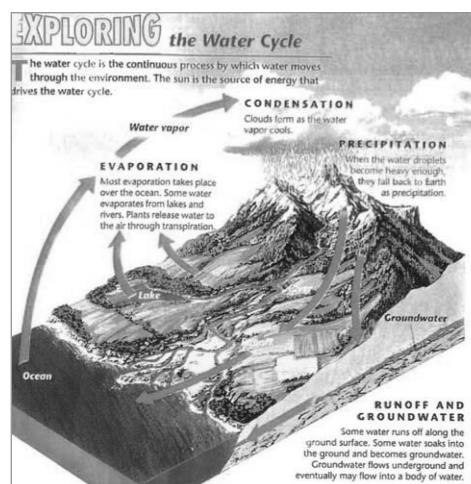 EXPLORING the Water Cycle
The water cycle is the continuous process by which water moves
through the environment. The sun is the source of energy that
drives the water cycle.
CONDENSATION
Clouds form as the water
vapor cools.
Water vapor
PRECIPITATION
When the water droplets
become heavy enough,
they fall back to Earth
as precipitation.
EVAPORATION
Most evaporation takes place
over the ocean. Some water
evaporates from lakes and
rivers. Plants release water to
the air through transpiration.
Lake
River
Runoff
Groundwater
Ocean
RUNOFF AND
GROUNDWATER
Some water runs off along the
ground surface. Some water soaks into
the ground and becomes groundwater.
Groundwater flows underground and
eventually may flow into a body of water.